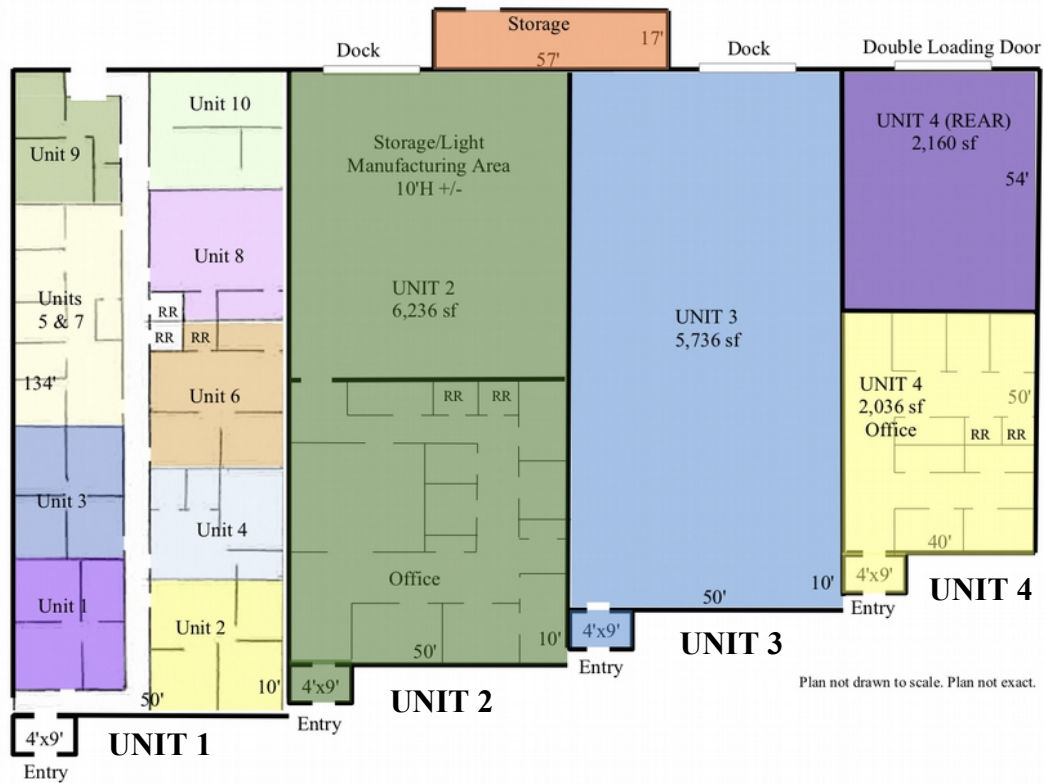 Storage
17'
57'
Dock
Dock
Double Loading Door
Unit 10
Unit 9
Storage/Light
Manufacturing Area
10'H +/-
UNIT 4 (REAR)
2,160 sf
54'
Unit 8
Units
5 & 7
RR
RR
RR
UNIT 2
6,236 sf
UNIT 3
5,736 sf
134'
Unit 6
RR
RR
UNIT 4
2,036 sf
Office
50'
RR
RR
Unit 3
Unit 4
40'
Office
Unit 1
Unit 2
50'
10'
4'x9'
Entry
UNIT 4
50'
10'
4'x9'
Entry
UNIT 3
Plan not drawn to scale. Plan not exact.
50'
10'
4'x9'
Entry
UNIT 2
4'x9'
Entry
UNIT 1